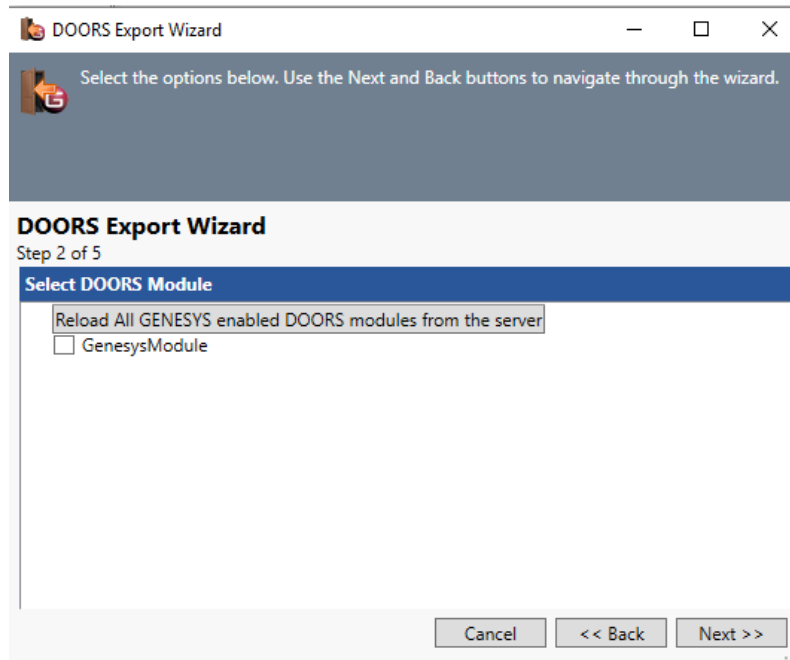 DOORS Export Wizard
Select the options below. Use the Next and Back buttons to navigate through the wizard.
DOORS Export Wizard
Step 2 of 5
Select DOORS Module
Reload All GENESYS enabled DOORS modules from the server
GenesysModule
Cancel
<< Back
Next >>